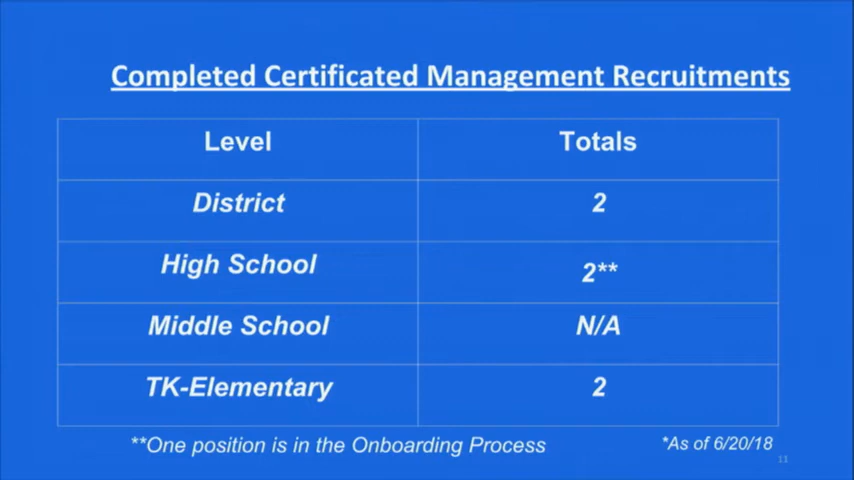 Completed Certificated Management Recruitments
Level Totals
District 2
High School 2**
Middle School N/A
TK-Elementary 2
**One position is in the Onboarding Process *As of 6/20/18
11